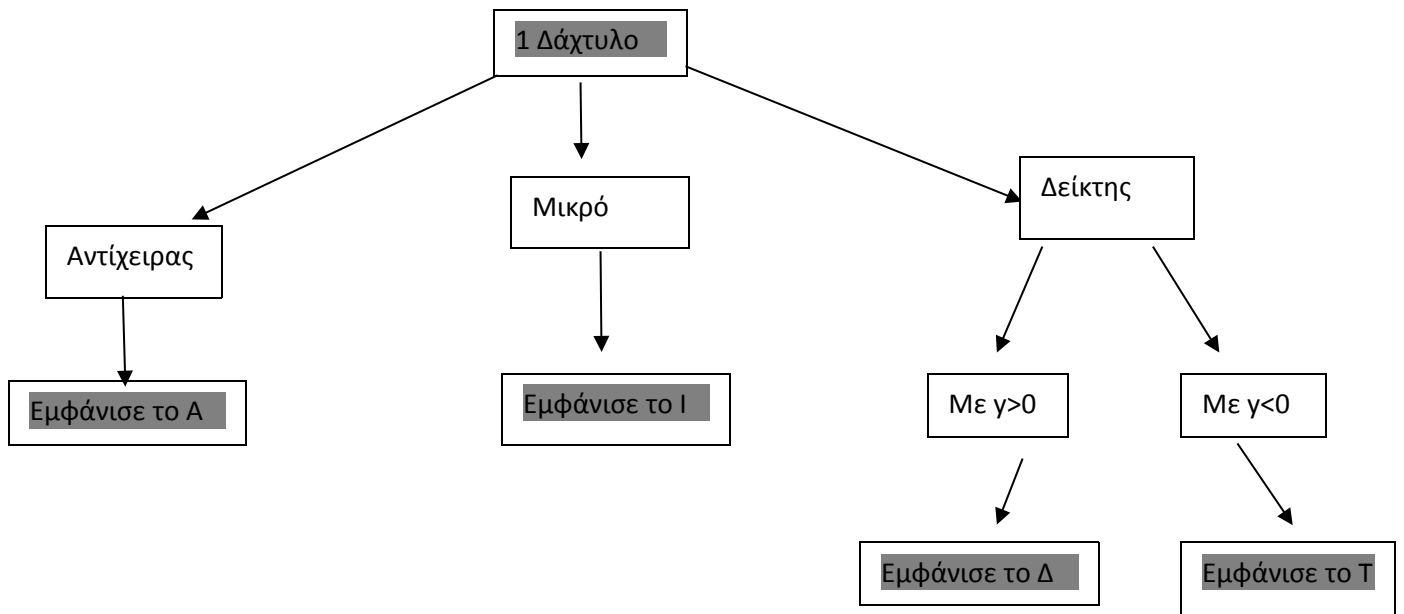 1 Δάχτυλο
Δείκτης
Μικρό
Αντίχειρας
Εμφάνισε το Α
Εμφάνισε το Ι
Με y>0
Με y<0
Εμφάνισε το Δ
Εμφάνισε το Τ